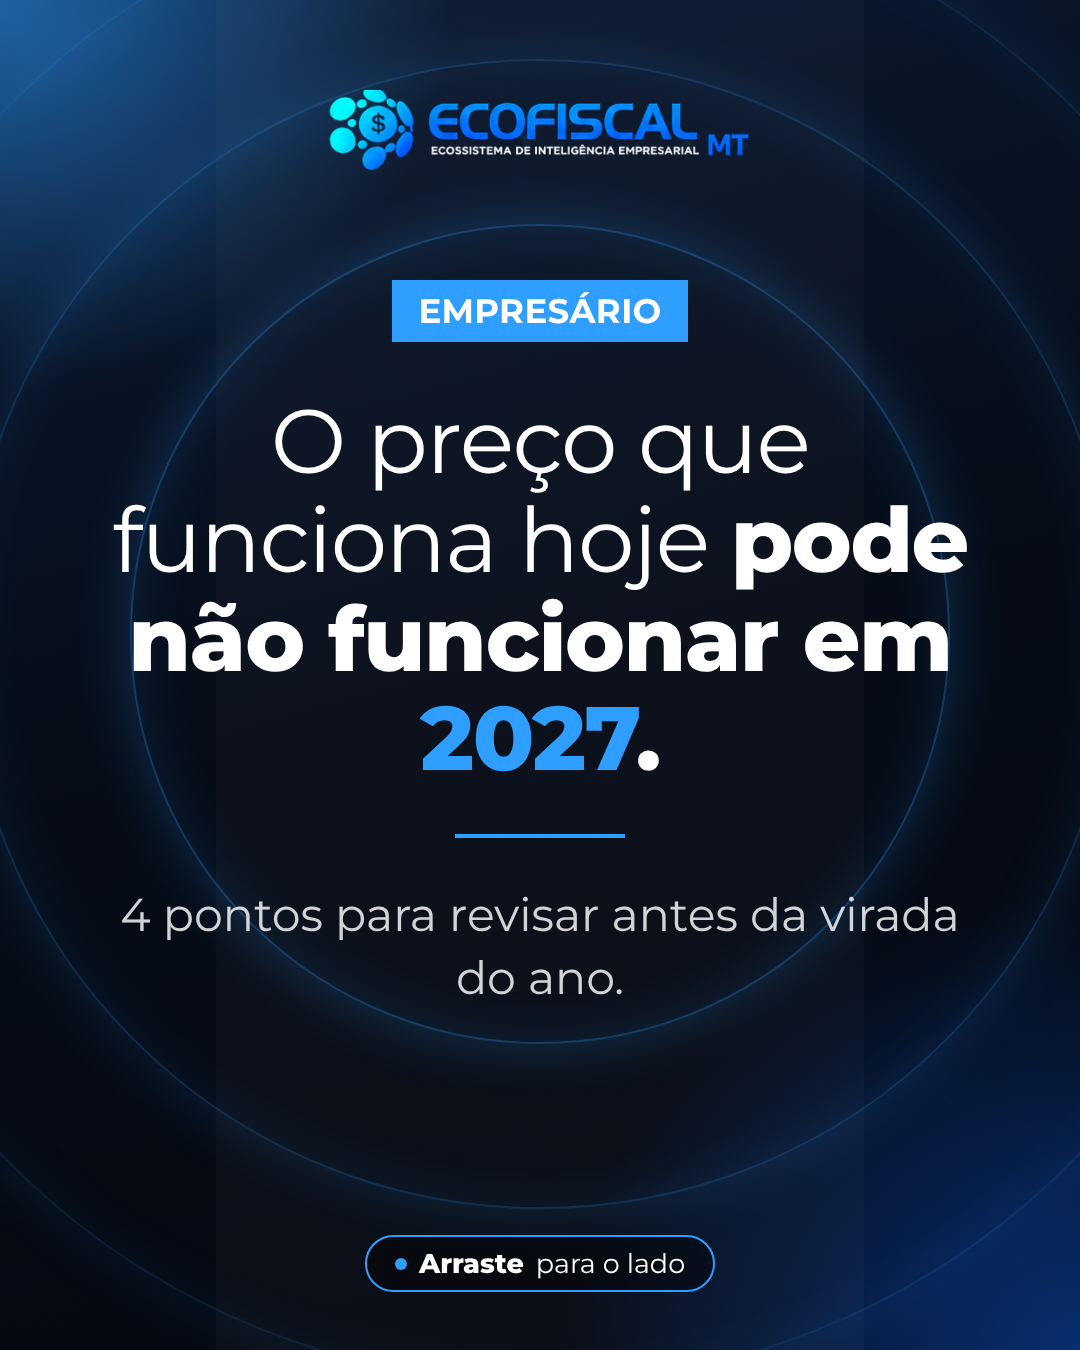 $
ECOFISCAL
ECOSSISTEMA DE INTELIGÊNCIA EMPRESARIAL MT
EMPRESÁRIO
O preço que
funciona hoje pode
não funcionar em
2027.
4 pontos para revisar antes da virada
do ano.
Arraste para o lado